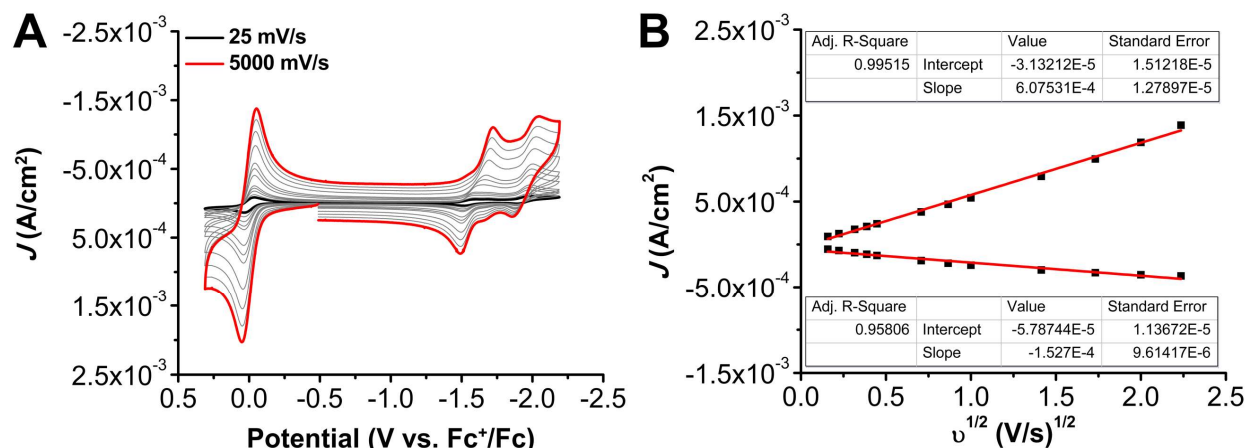 A
25 mV/s
5000 mV/s
-2.5x10⁻³
-1.5x10⁻³
-5.0x10⁻⁴
5.0x10⁻⁴
1.5x10⁻³
2.5x10⁻³
J (A/cm²)
0.5 0.0 -0.5 -1.0 -1.5 -2.0 -2.5
Potential (V vs. Fc⁺/Fc)
B
2.5x10⁻³
1.5x10⁻³
5.0x10⁻⁴
-5.0x10⁻⁴
-1.5x10⁻³
J (A/cm²)
Adj. R-Square Value Standard Error
0.99515 Intercept -3.13212E-5 1.51218E-5
Slope 6.07531E-4 1.27897E-5
Adj. R-Square Value Standard Error
0.95806 Intercept -5.78744E-5 1.13672E-5
Slope -1.527E-4 9.61417E-6
0.0 0.5 1.0 1.5 2.0 2.5
υ¹ᐟ² (V/s)¹ᐟ²